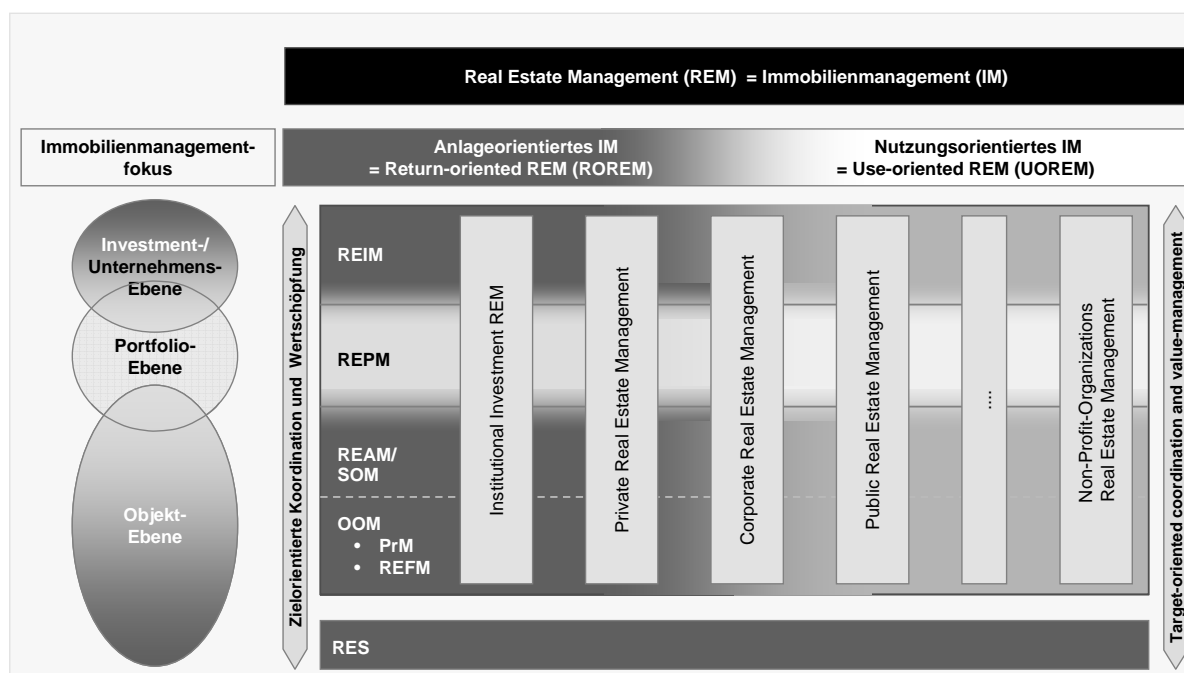 Real Estate Management (REM) = Immobilienmanagement (IM)
Immobilienmanagement-
fokus
Anlageorientiertes IM
= Return-oriented REM (ROREM)
Nutzungsorientiertes IM
= Use-oriented REM (UOREM)
Investment-/
Unternehmens-
Ebene
Portfolio-
Ebene
Objekt-
Ebene
Zielorientierte Koordination und Wertschöpfung
REIM
REPM
REAM/
SOM
OOM
• PrM
• REFM
Institutional Investment REM
Private Real Estate Management
Corporate Real Estate Management
Public Real Estate Management
.....
Non-Profit-Organizations
Real Estate Management
Target-oriented coordination and value-management
RES